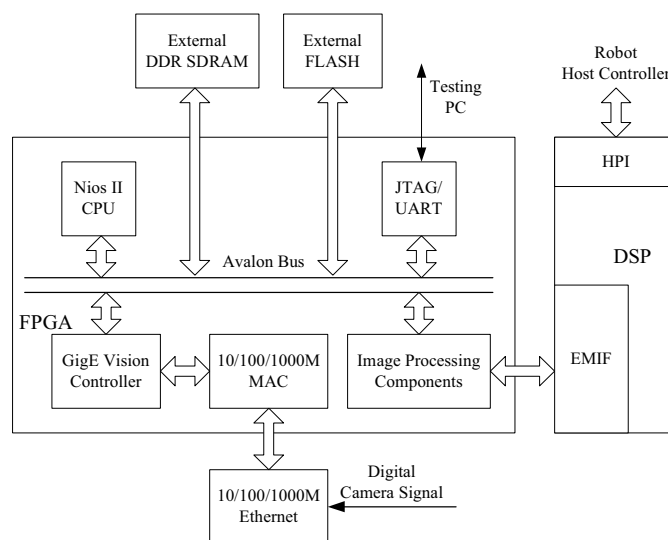 External
DDR SDRAM
External
FLASH
Testing
PC
Robot
Host Controller
HPI
Nios II
CPU
JTAG/
UART
Avalon Bus
DSP
FPGA
GigE Vision
Controller
10/100/1000M
MAC
Image Processing
Components
EMIF
10/100/1000M
Ethernet
Digital
Camera Signal